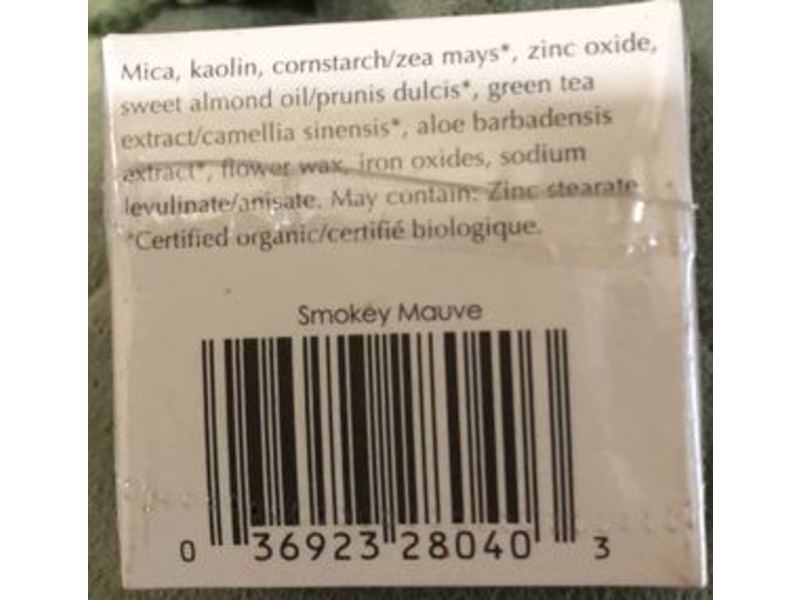 Mica, kaolin, cornstarch/zea mays*, zinc oxide,
sweet almond oil/prunis dulcis*, green tea
extract/camellia sinensis*, aloe barbadensis
extract*, flower wax, iron oxides, sodium
levulinate/anisate. May contain: Zinc stearate
*Certified organic/certifié biologique.
Smokey Mauve
0 36923 28040 3